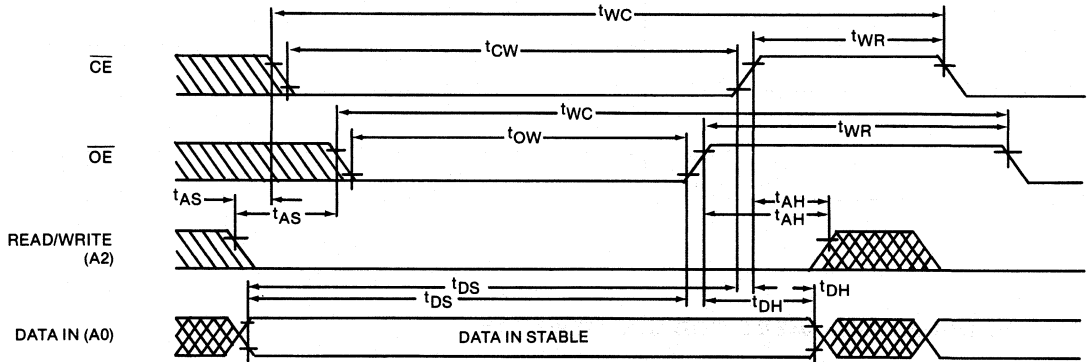 tWC
tCW
tWR
CE
tWC
tOW
tWR
OE
tAS
tAS
tAH
tAH
READ/WRITE
(A2)
tDS
tDS
tDH
tDH
DATA IN (A0)
DATA IN STABLE